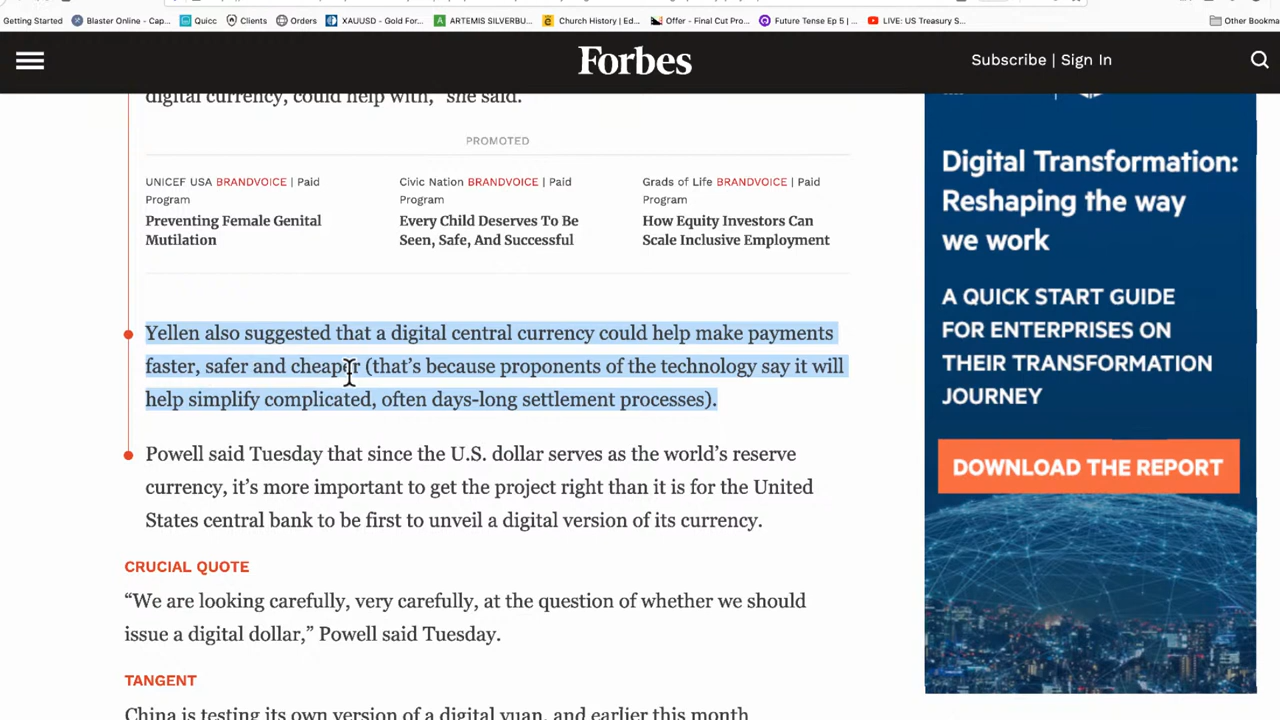 Getting Started Blaster Online - Cap... Quicc Clients Orders XAUUSD - Gold For... ARTEMIS SILVERBU... Church History | Ed... Offer - Final Cut Pro... Future Tense Ep 5 | ... LIVE: US Treasury S... Other Bookma
Forbes
Subscribe | Sign In
digital currency, could help with," she said.
PROMOTED
UNICEF USA BRANDVOICE | Paid
Program
Preventing Female Genital
Mutilation
Civic Nation BRANDVOICE | Paid
Program
Every Child Deserves To Be
Seen, Safe, And Successful
Grads of Life BRANDVOICE | Paid
Program
How Equity Investors Can
Scale Inclusive Employment
Yellen also suggested that a digital central currency could help make payments
faster, safer and cheaper (that's because proponents of the technology say it will
help simplify complicated, often days-long settlement processes).
Powell said Tuesday that since the U.S. dollar serves as the world's reserve
currency, it's more important to get the project right than it is for the United
States central bank to be first to unveil a digital version of its currency.
CRUCIAL QUOTE
“We are looking carefully, very carefully, at the question of whether we should
issue a digital dollar,” Powell said Tuesday.
TANGENT
China is testing its own version of a digital yuan, and earlier this month
Digital Transformation:
Reshaping the way
we work
A QUICK START GUIDE
FOR ENTERPRISES ON
THEIR TRANSFORMATION
JOURNEY
DOWNLOAD THE REPORT